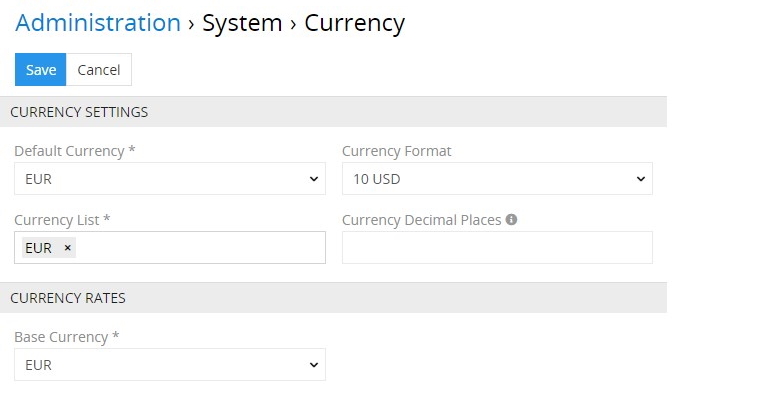 Administration › System › Currency
Save Cancel
CURRENCY SETTINGS
Default Currency * Currency Format
EUR 10 USD
Currency List * Currency Decimal Places
EUR ×
CURRENCY RATES
Base Currency *
EUR